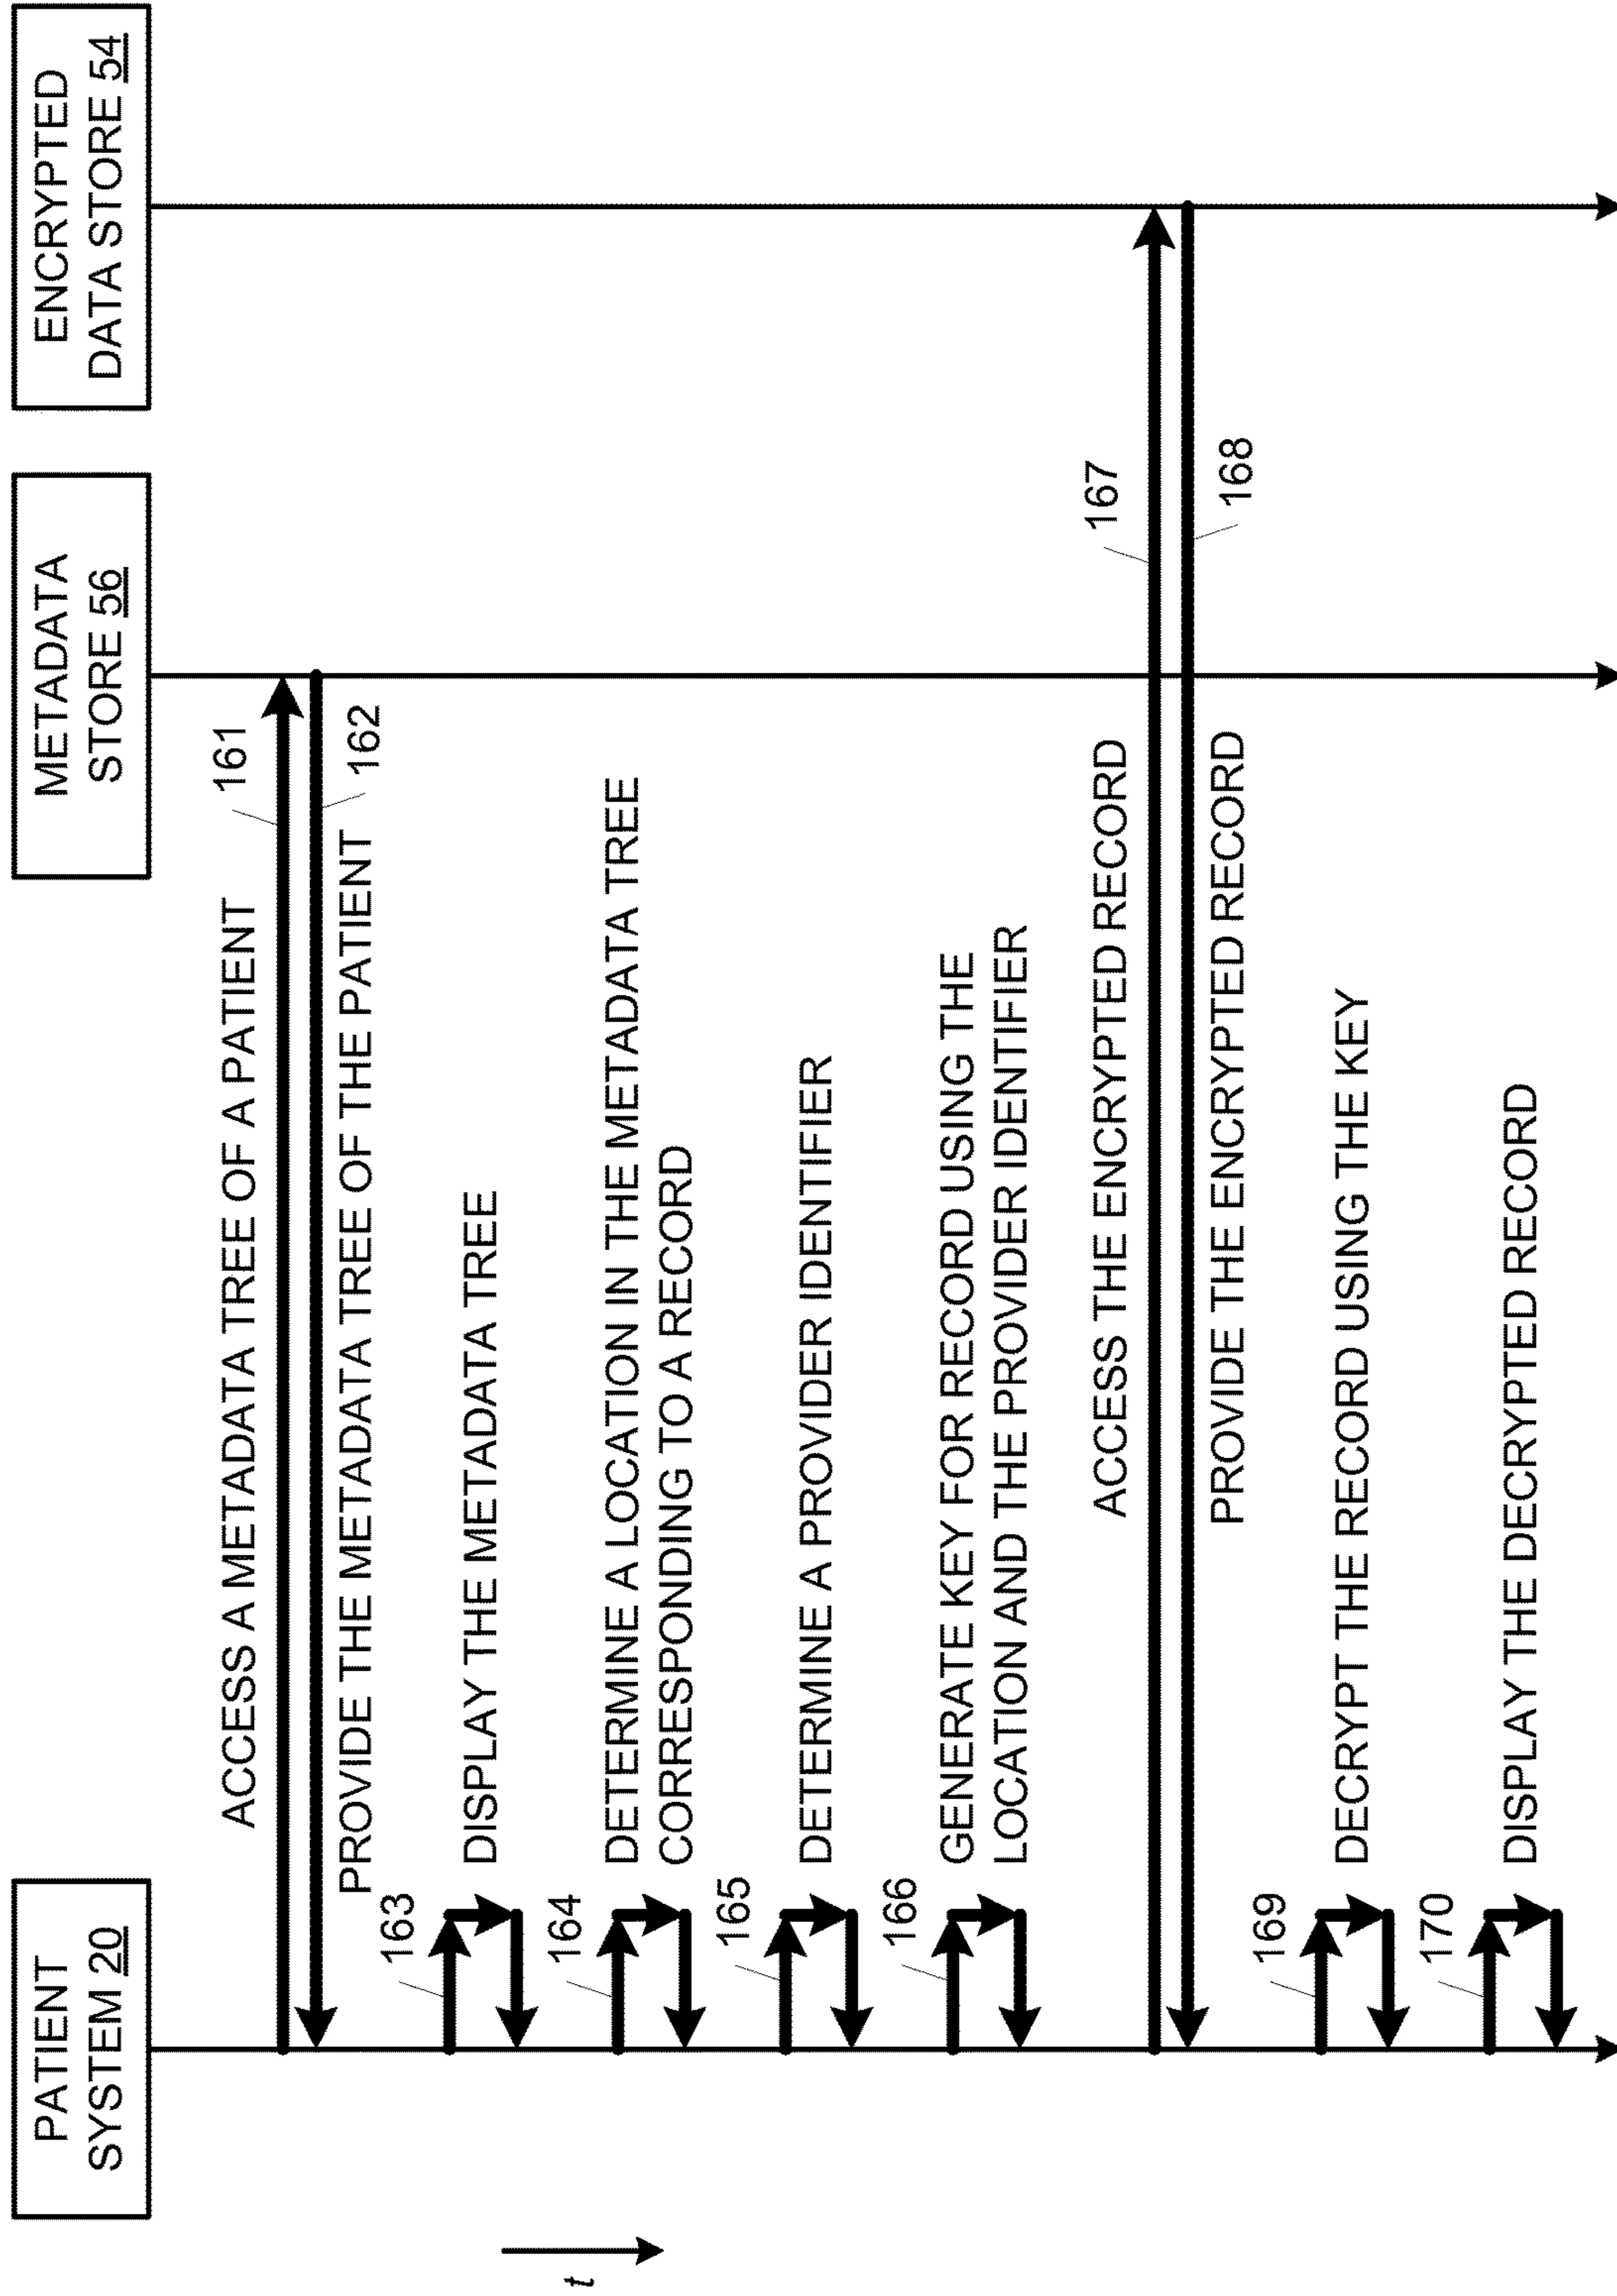 PATIENT
SYSTEM 20
METADATA
STORE 56
ENCRYPTED
DATA STORE 54
t
ACCESS A METADATA TREE OF A PATIENT
161
PROVIDE THE METADATA TREE OF THE PATIENT
162
163
DISPLAY THE METADATA TREE
164
DETERMINE A LOCATION IN THE METADATA TREE
CORRESPONDING TO A RECORD
165
DETERMINE A PROVIDER IDENTIFIER
166
GENERATE KEY FOR RECORD USING THE
LOCATION AND THE PROVIDER IDENTIFIER
ACCESS THE ENCRYPTED RECORD
167
PROVIDE THE ENCRYPTED RECORD
168
169
DECRYPT THE RECORD USING THE KEY
170
DISPLAY THE DECRYPTED RECORD